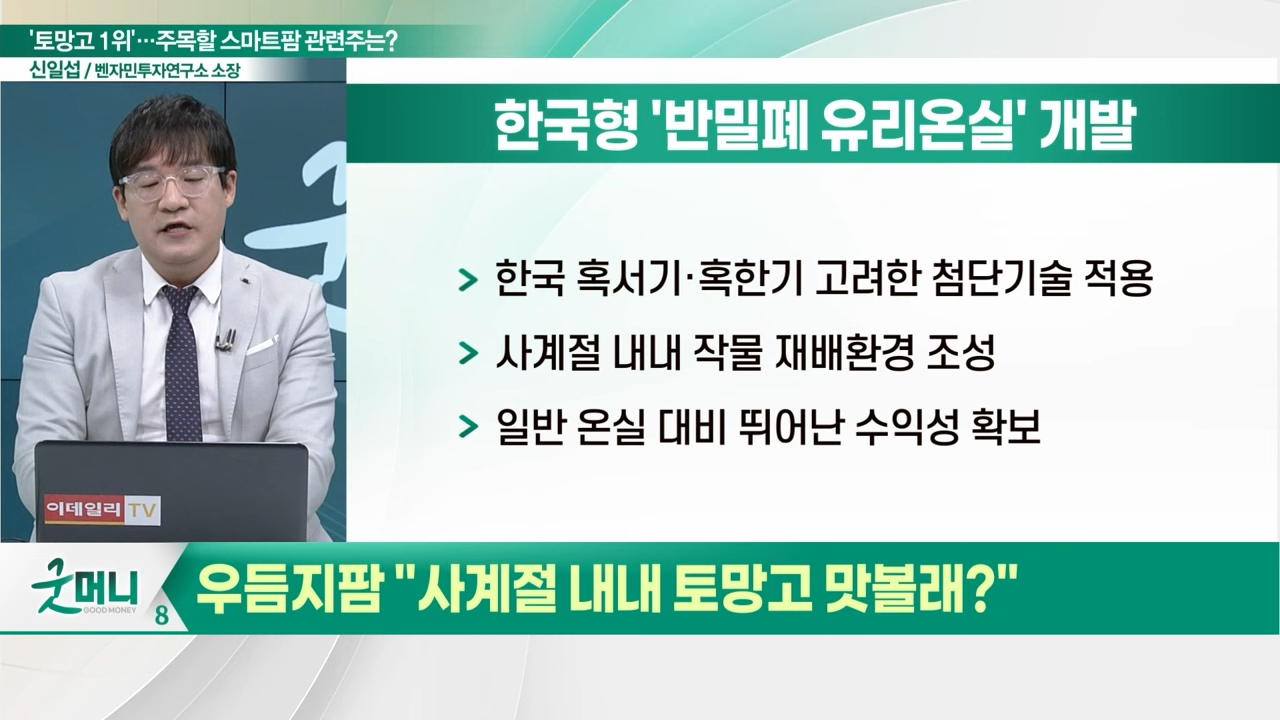 '토망고 1위'…주목할 스마트팜 관련주는?
신일섭 / 벤자민투자연구소 소장
한국형 '반밀폐 유리온실' 개발
> 한국 혹서기·혹한기 고려한 첨단기술 적용
> 사계절 내내 작물 재배환경 조성
> 일반 온실 대비 뛰어난 수익성 확보
이데일리 TV
굿머니
GOOD MONEY
8
우듬지팜 "사계절 내내 토망고 맛볼래?"